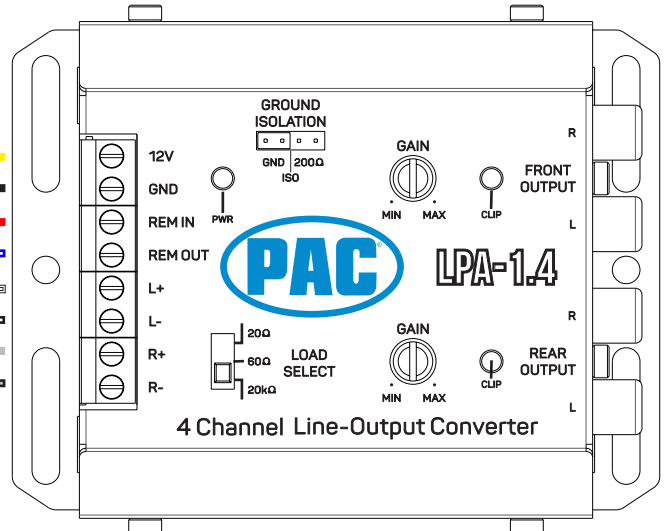 GROUND
ISOLATION
GND 200Ω
ISO
12V
GND
REM IN
REM OUT
L+
L-
R+
R-
PWR
GAIN
MIN MAX
CLIP
FRONT
OUTPUT
R
L
PAC®
LPA-1.4
20Ω
60Ω
20kΩ
LOAD
SELECT
GAIN
MIN MAX
CLIP
REAR
OUTPUT
R
L
4 Channel Line-Output Converter